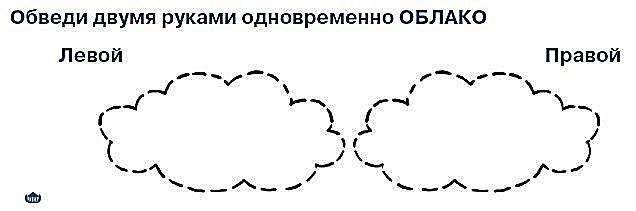 Обведи двумя руками одновременно ОБЛАКО
Левой
Правой